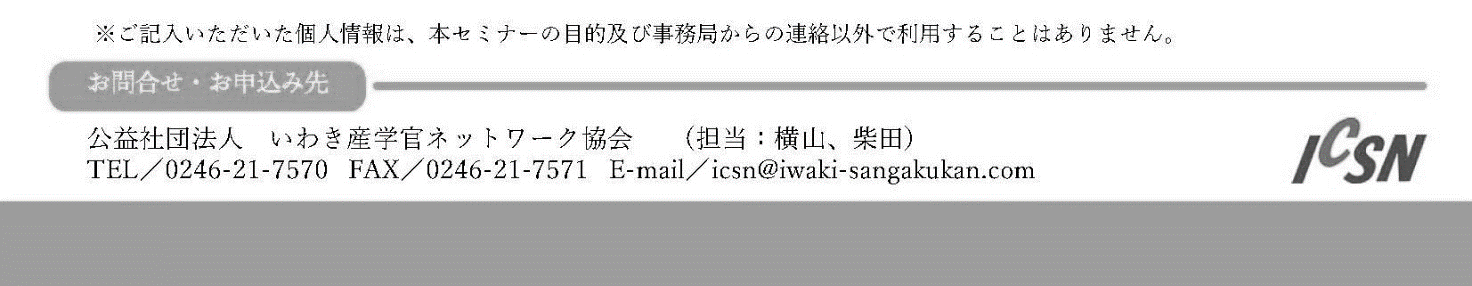 ※ご記入いただいた個人情報は、本セミナーの目的及び事務局からの連絡以外で利用することはありません。
お問合せ・お申込み先
公益社団法人　いわき産学官ネットワーク協会　　（担当：横山、柴田）
TEL／0246-21-7570 FAX／0246-21-7571 E-mail／icsn@iwaki-sangakukan.com
ICSN